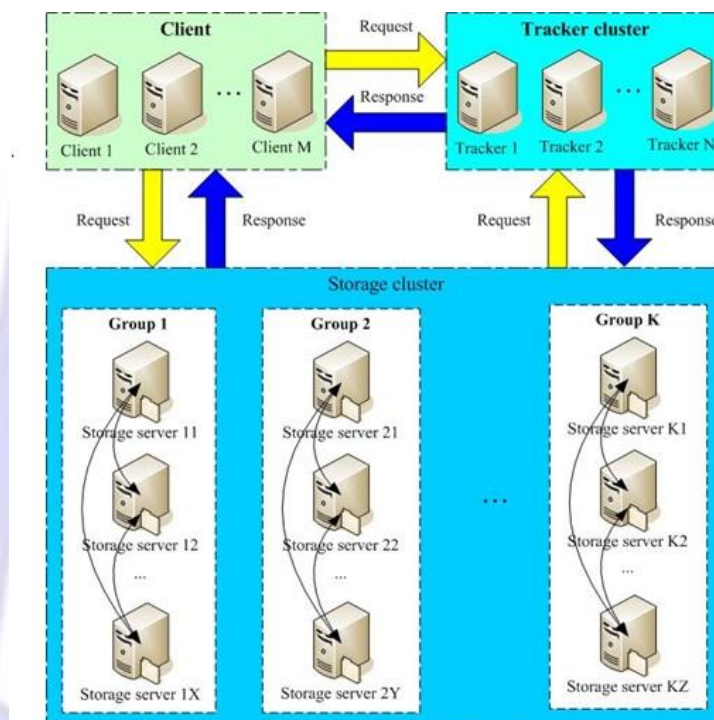 Client
Request
Tracker cluster
...
...
Response
Client 1
Client 2
Client M
Tracker 1
Tracker 2
Tracker N
Request
Response
Request
Response
Storage cluster
Group 1
Group 2
Group K
Storage server 11
Storage server 21
Storage server K1
Storage server 12
Storage server 22
...
Storage server K2
...
...
...
Storage server 1X
Storage server 2Y
Storage server KZ